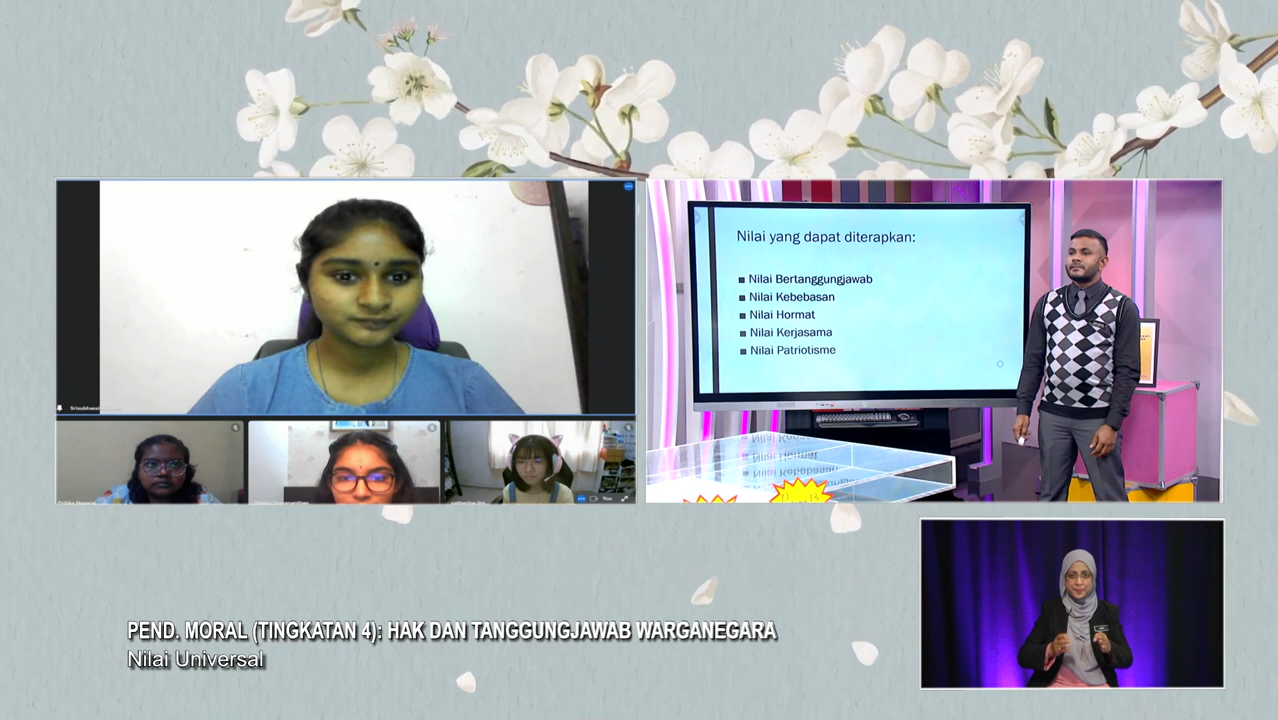 Nilai yang dapat diterapkan:
Nilai Bertanggungjawab
Nilai Kebebasan
Nilai Hormat
Nilai Kerjasama
Nilai Patriotisme
You
PEND. MORAL (TINGKATAN 4): HAK DAN TANGGUNGJAWAB WARGANEGARA
Nilai Universal